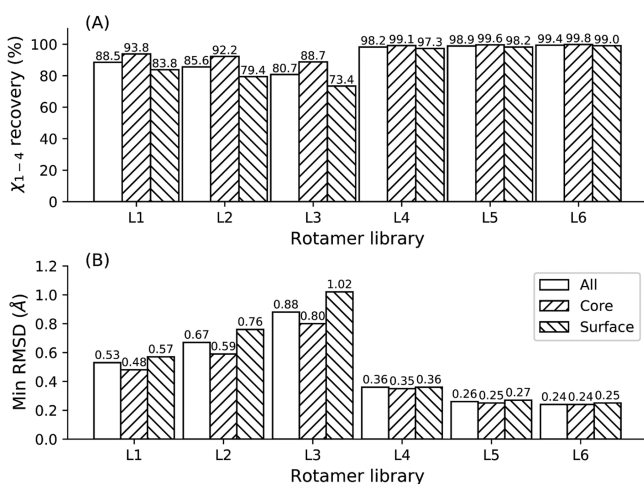 (A)
χ1−4 recovery (%)
100
80
60
40
20
0
88.5 93.8 83.8 85.6 92.2 79.4 80.7 88.7 73.4 98.2 99.1 97.3 98.9 99.6 98.2 99.4 99.8 99.0
L1 L2 L3 L4 L5 L6
Rotamer library
(B)
Min RMSD (Å)
1.2
1.0
0.8
0.6
0.4
0.2
0.0
0.53 0.48 0.57 0.67 0.59 0.76 0.88 0.80 1.02 0.36 0.35 0.36 0.26 0.25 0.27 0.24 0.24 0.25
All
Core
Surface
L1 L2 L3 L4 L5 L6
Rotamer library